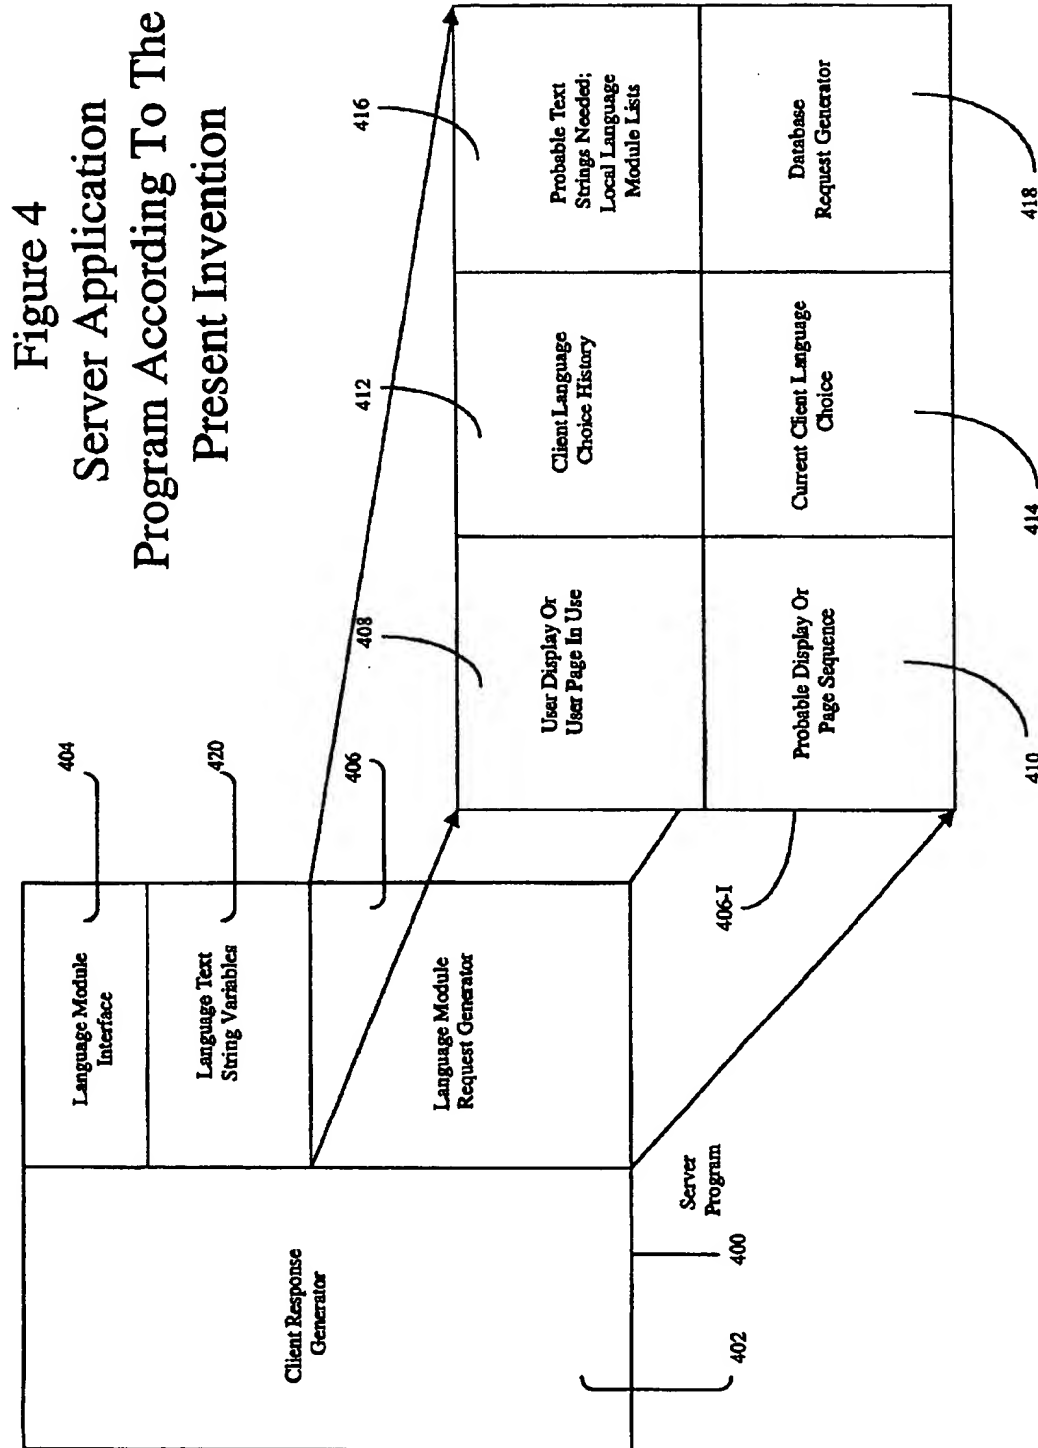 Figure 4
Server Application
Program According To The
Present Invention
Client Response
Generator
402
Language Module
Interface
404
Language Text
String Variables
420
Language Module
Request Generator
406
Server
Program
400
406-I
User Display Or
User Page In Use
408
Client Language
Choice History
412
Probable Text
Strings Needed;
Local Language
Module Lists
416
Probable Display Or
Page Sequence
410
Current Client Language
Choice
414
Database
Request Generator
418